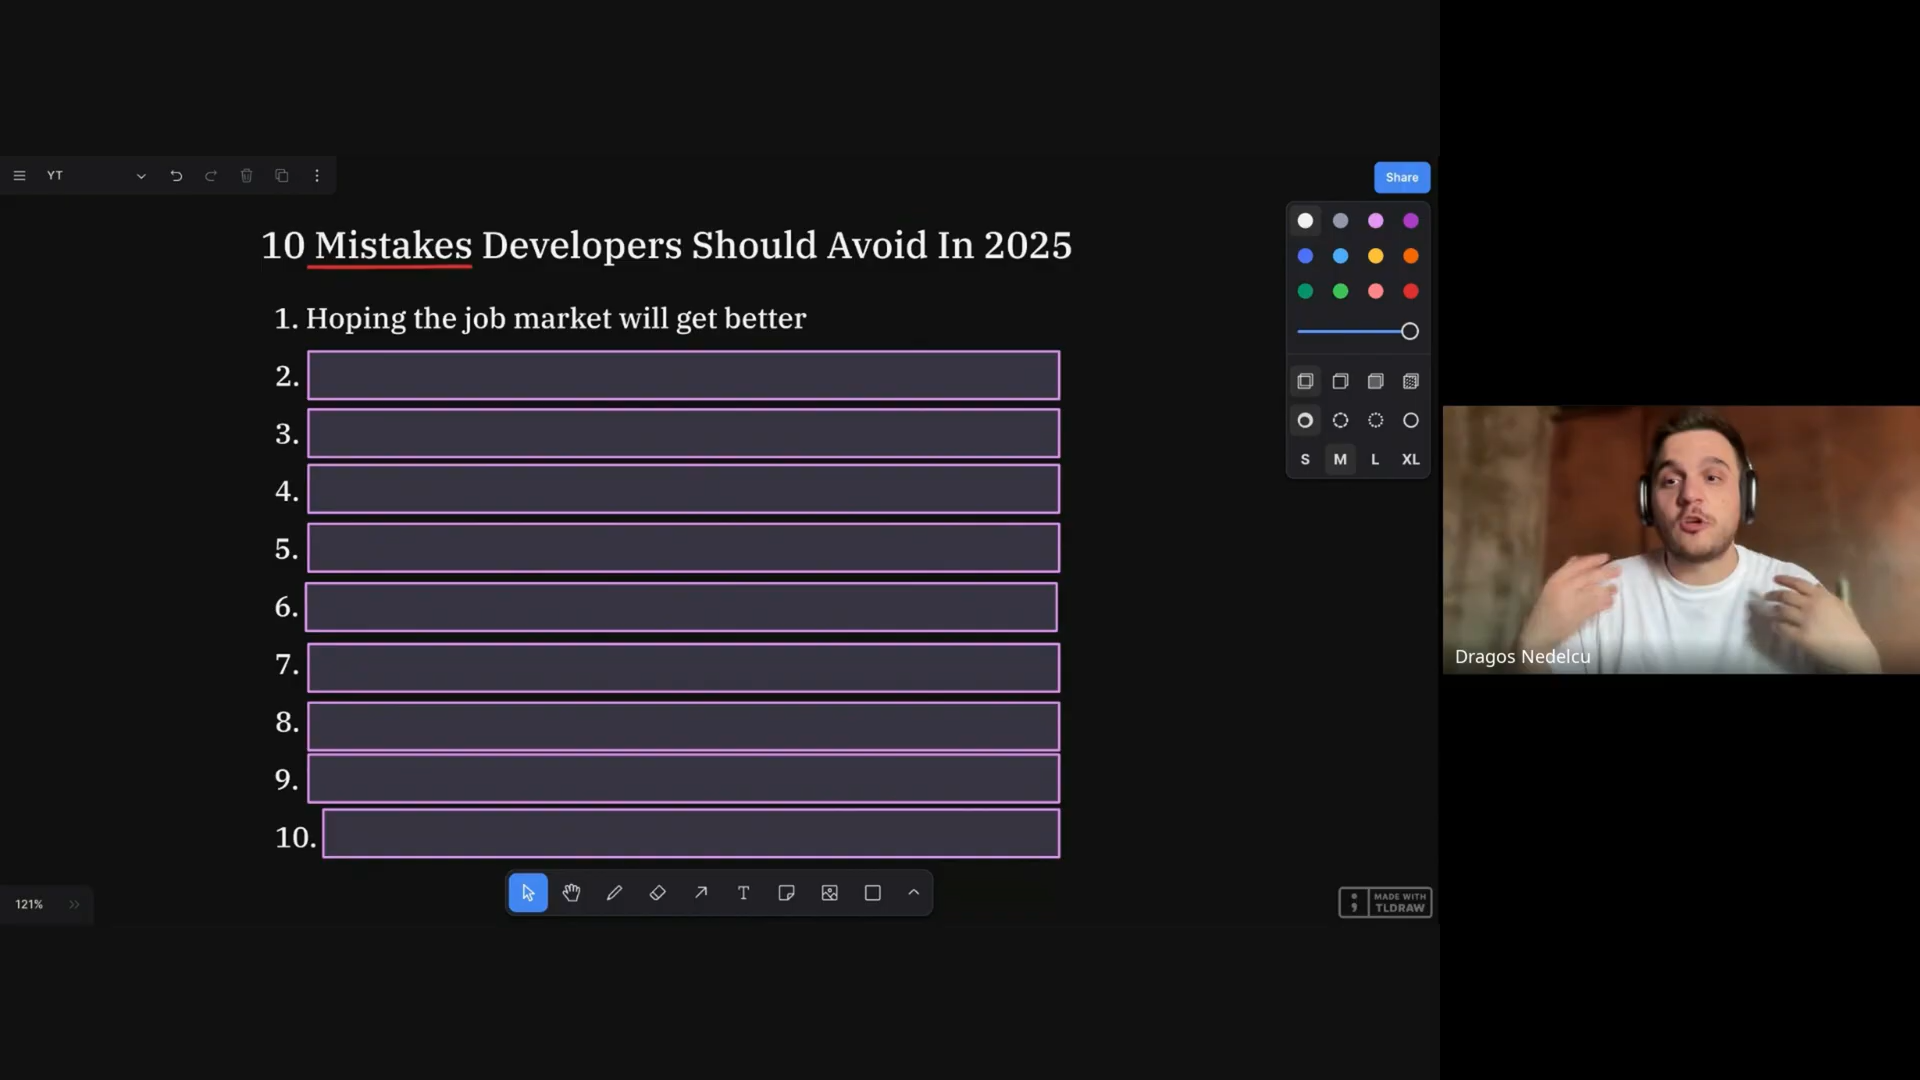 YT
Share
10 Mistakes Developers Should Avoid In 2025
1. Hoping the job market will get better
2.
3.
4.
5.
6.
7.
8.
9.
10.
S M L XL
Dragos Nedelcu
T
121%
MADE WITH
TLDRAW